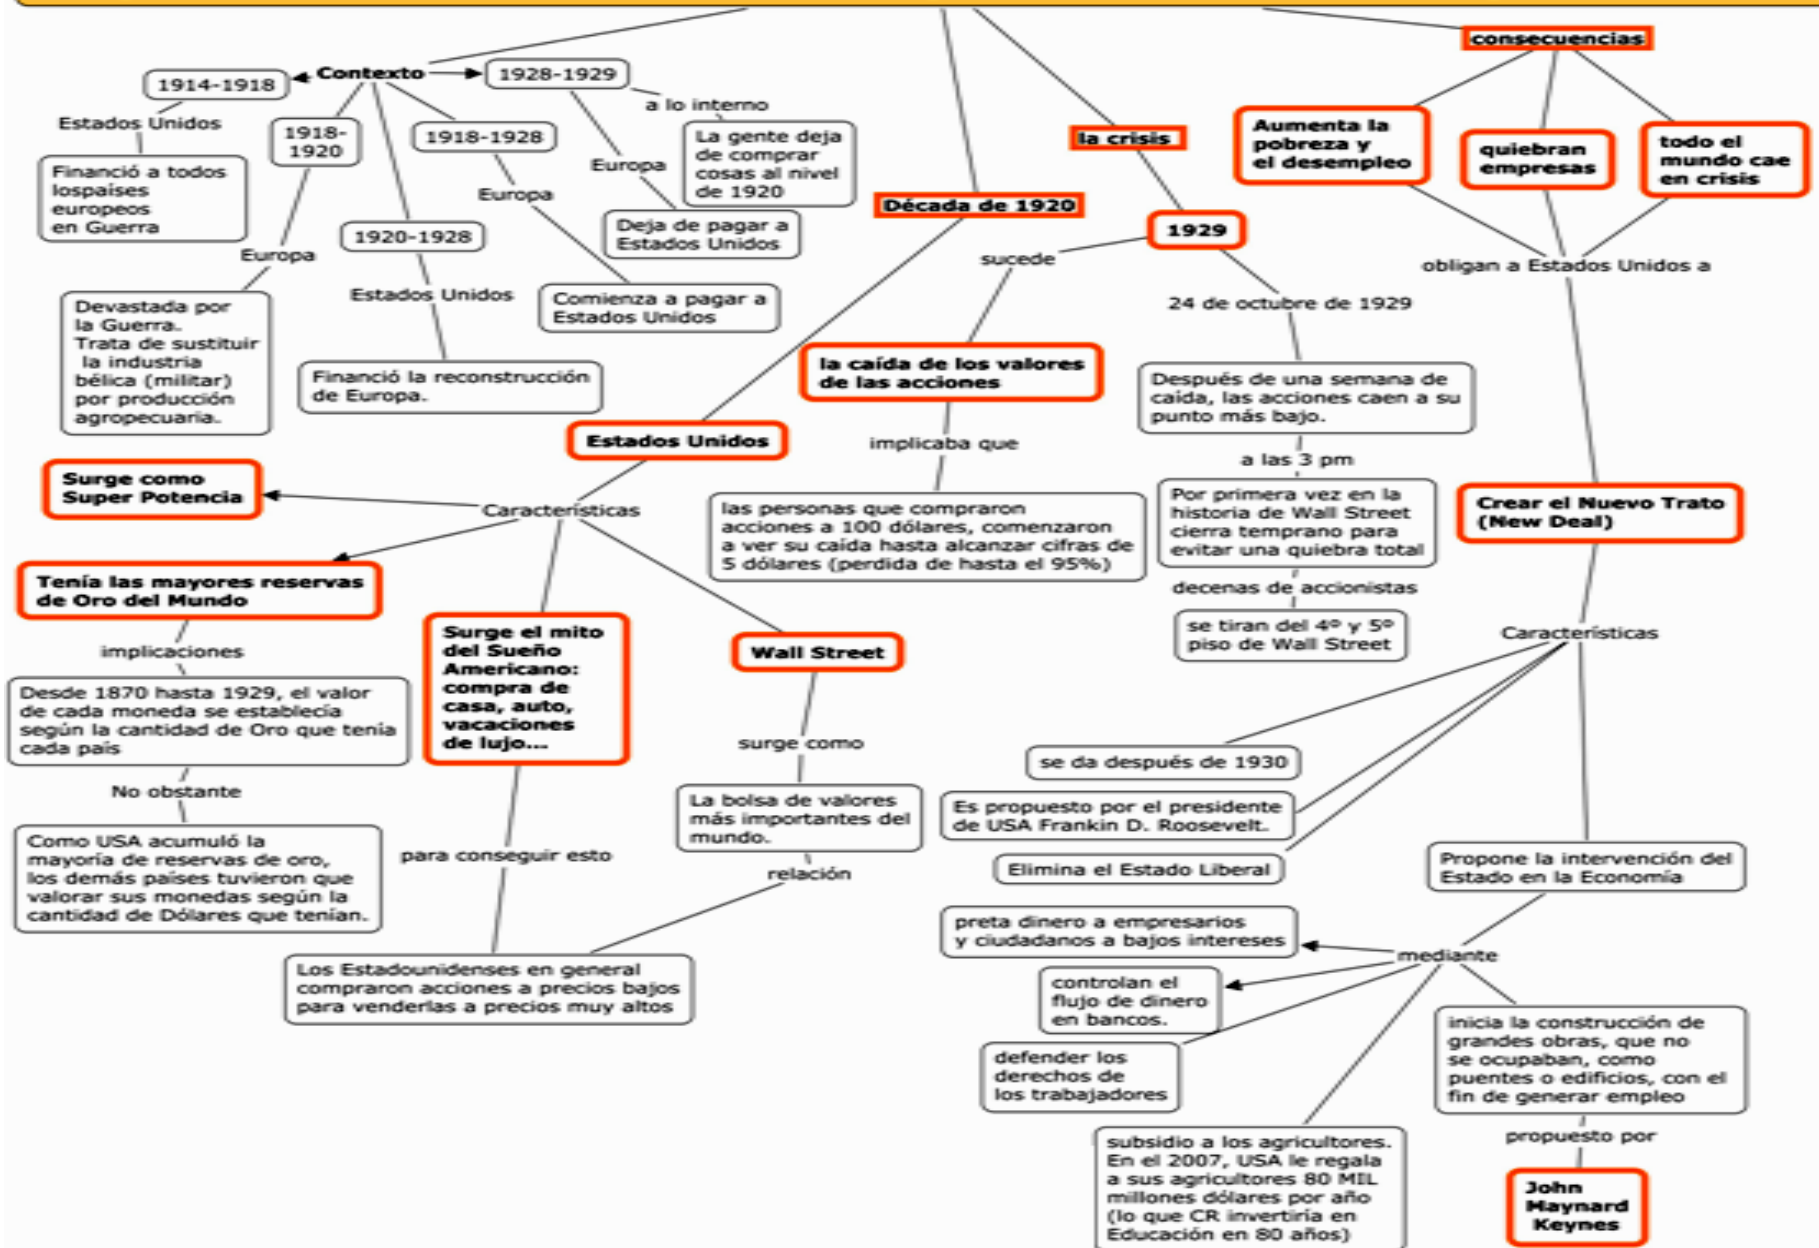 Contexto
1914-1918
Estados Unidos
Financió a todos
lospaíses
europeos
en Guerra
1918-
1920
Europa
Devastada por
la Guerra.
Trata de sustituir
la industria
bélica (militar)
por producción
agropecuaria.
1920-1928
Estados Unidos
Financió la reconstrucción
de Europa.
1918-1928
Europa
Comienza a pagar a
Estados Unidos
1928-1929
Europa
Deja de pagar a
Estados Unidos
a lo interno
La gente deja
de comprar
cosas al nivel
de 1920
Década de 1920
Estados Unidos
Características
Surge como
Super Potencia
Tenía las mayores reservas
de Oro del Mundo
implicaciones
Desde 1870 hasta 1929, el valor
de cada moneda se establecía
según la cantidad de Oro que tenía
cada país
No obstante
Como USA acumuló la
mayoría de reservas de oro,
los demás países tuvieron que
valorar sus monedas según la
cantidad de Dólares que tenían.
Surge el mito
del Sueño
Americano:
compra de
casa, auto,
vacaciones
de lujo...
para conseguir esto
Wall Street
surge como
La bolsa de valores
más importantes del
mundo.
relación
Los Estadounidenses en general
compraron acciones a precios bajos
para venderlas a precios muy altos
la crisis
1929
sucede
la caída de los valores
de las acciones
implicaba que
las personas que compraron
acciones a 100 dólares, comenzaron
a ver su caída hasta alcanzar cifras de
5 dólares (perdida de hasta el 95%)
24 de octubre de 1929
Después de una semana de
caída, las acciones caen a su
punto más bajo.
a las 3 pm
Por primera vez en la
historia de Wall Street
cierra temprano para
evitar una quiebra total
decenas de accionistas
se tiran del 4º y 5º
piso de Wall Street
consecuencias
Aumenta la
pobreza y
el desempleo
quiebran
empresas
todo el
mundo cae
en crisis
obligan a Estados Unidos a
Crear el Nuevo Trato
(New Deal)
Características
se da después de 1930
Es propuesto por el presidente
de USA Frankin D. Roosevelt.
Elimina el Estado Liberal
Propone la intervención del
Estado en la Economía
mediante
preta dinero a empresarios
y ciudadanos a bajos intereses
controlan el
flujo de dinero
en bancos.
defender los
derechos de
los trabajadores
subsidio a los agricultores.
En el 2007, USA le regala
a sus agricultores 80 MIL
millones dólares por año
(lo que CR invertiría en
Educación en 80 años)
inicia la construcción de
grandes obras, que no
se ocupaban, como
puentes o edificios, con el
fin de generar empleo
propuesto por
John
Maynard
Keynes